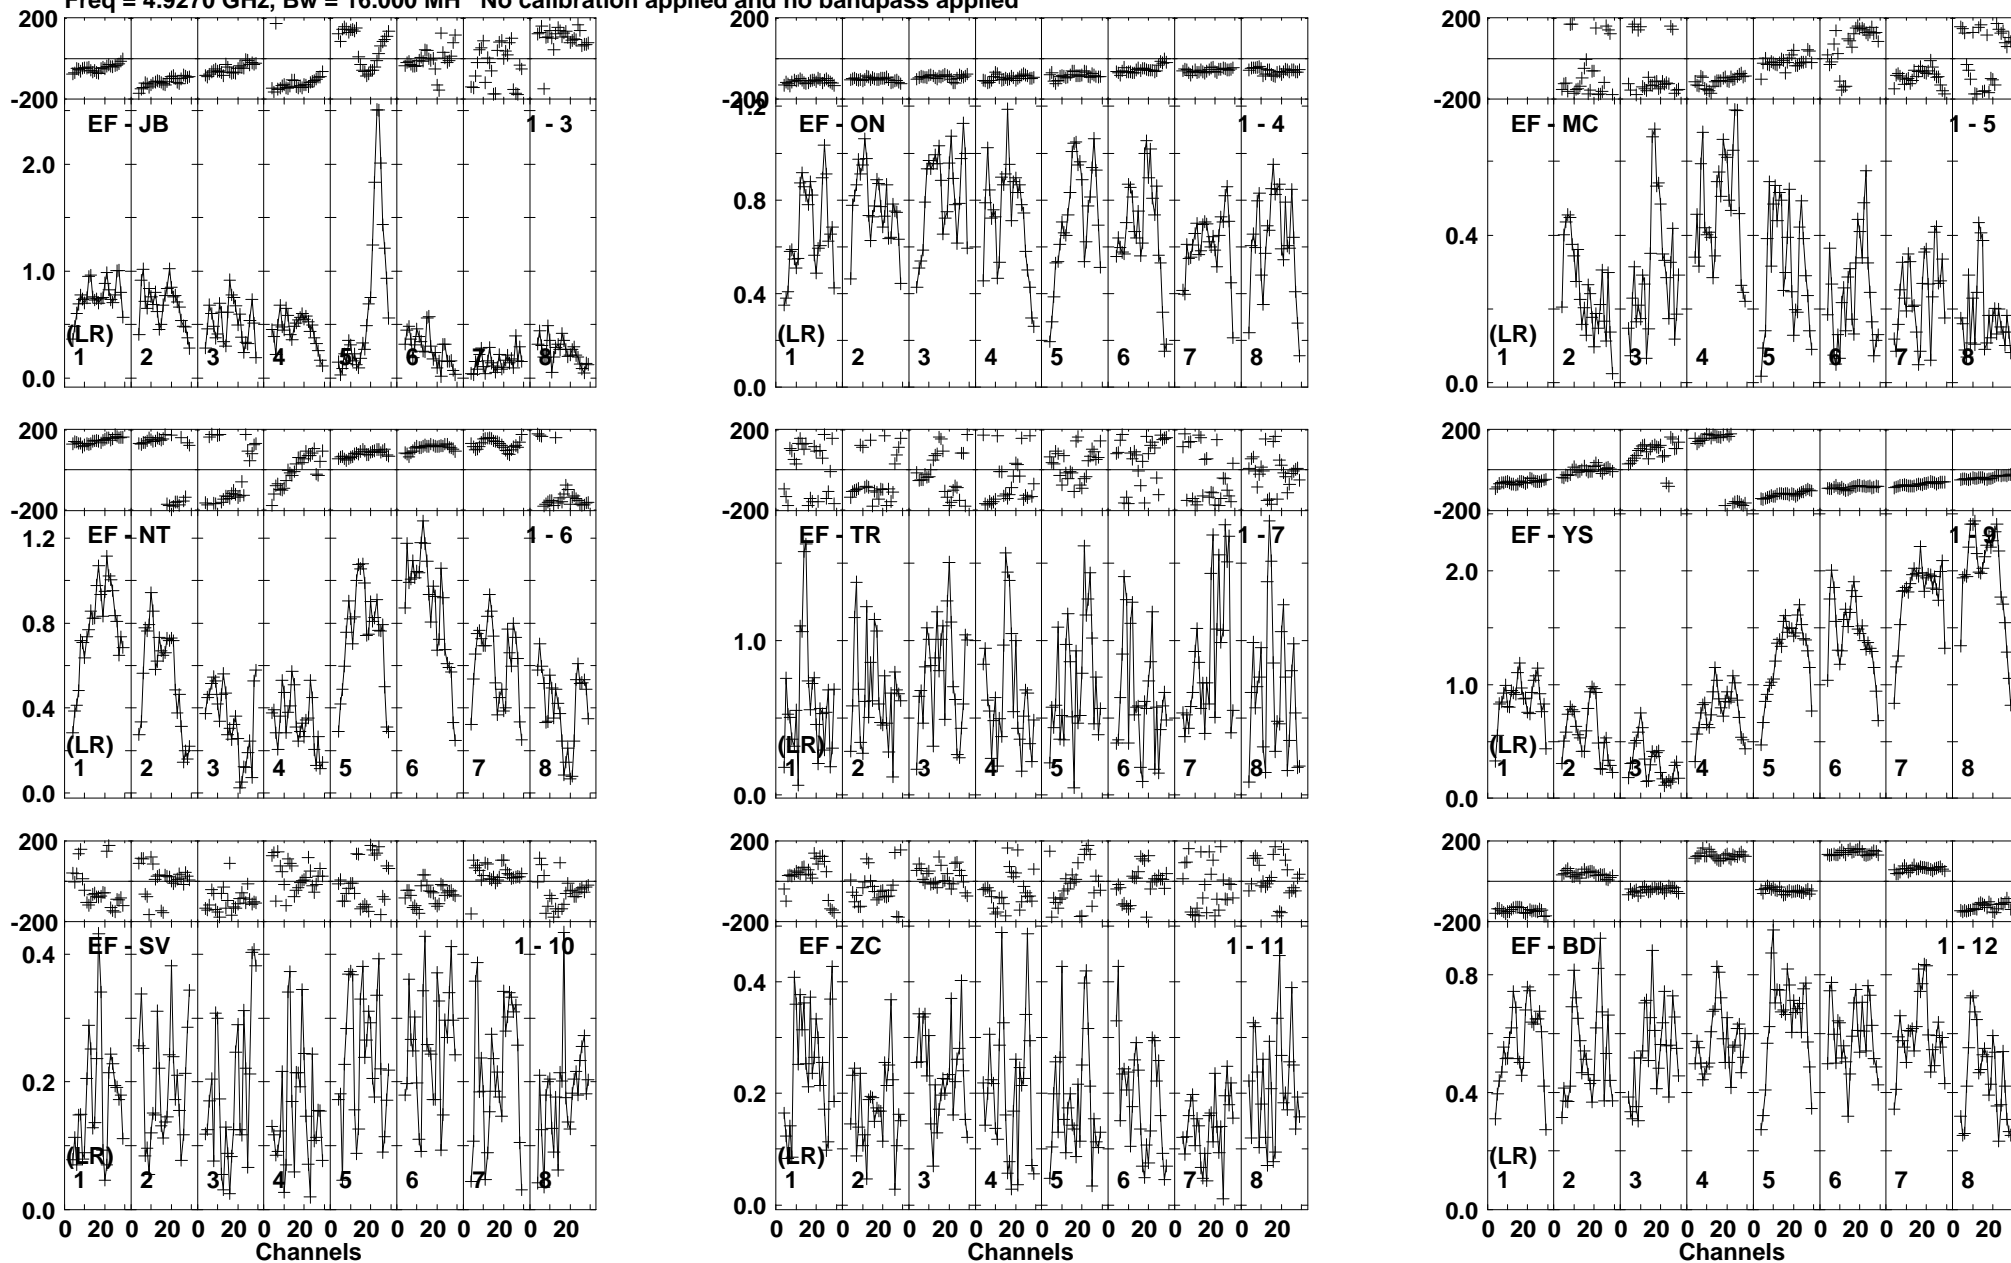 Freq = 4.9270 GHz, Bw = 16.000 MH No calibration applied and no bandpass applied
200
-200
EF - JB
1 - 3
2.0
1.0
0.0
(LR)
1 2 3 4 5 6 7 8
200
-200
1.2
EF - ON
1 - 4
0.8
0.4
0.0
(LR)
1 2 3 4 5 6 7 8
200
-200
EF - MC
1 - 5
0.4
0.0
(LR)
1 2 3 4 5 6 7 8
200
-200
EF - NT
1 - 6
1.2
0.8
0.4
0.0
(LR)
1 2 3 4 5 6 7 8
200
-200
EF - TR
1 - 7
1.0
0.0
(LR)
1 2 3 4 5 6 7 8
200
-200
EF - YS
1 - 9
2.0
1.0
0.0
(LR)
1 2 3 4 5 6 7 8
200
-200
EF - SV
1 - 10
0.4
0.2
0.0
(LR)
1 2 3 4 5 6 7 8
0 20 0 20 0 20 0 20 0 20 0 20 0 20 0 20
Channels
200
-200
EF - ZC
1 - 11
0.4
0.2
0.0
(LR)
1 2 3 4 5 6 7 8
0 20 0 20 0 20 0 20 0 20 0 20 0 20 0 20
Channels
200
-200
EF - BD
1 - 12
0.8
0.4
0.0
(LR)
1 2 3 4 5 6 7 8
0 20 0 20 0 20 0 20 0 20 0 20 0 20 0 20
Channels